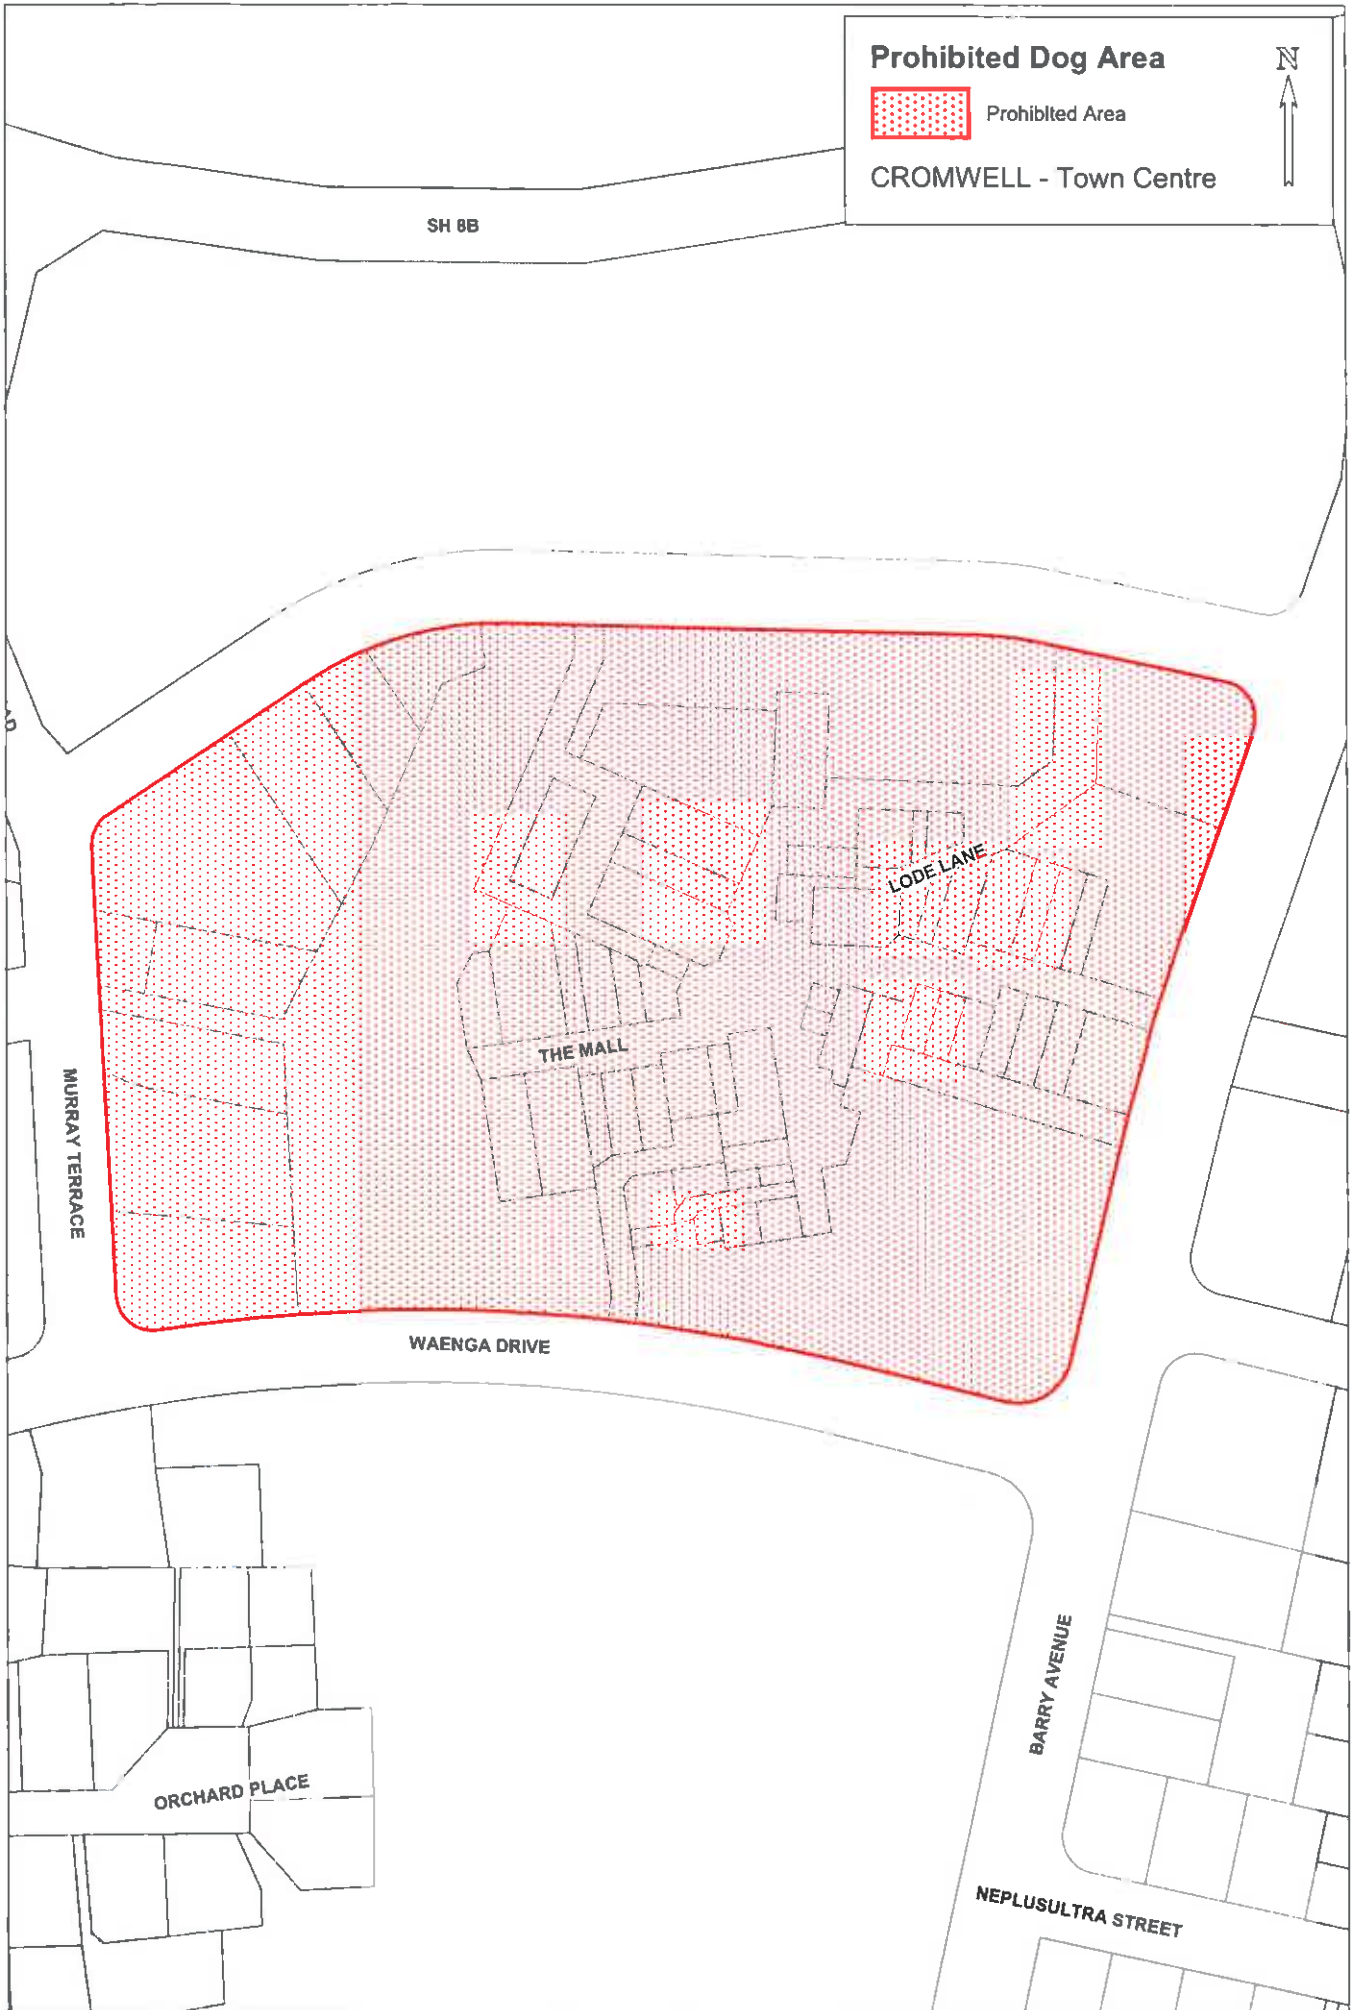 Prohibited Dog Area
N
Prohibited Area
CROMWELL - Town Centre
SH 8B
LODE LANE
THE MALL
MURRAY TERRACE
WAENGA DRIVE
BARRY AVENUE
ORCHARD PLACE
NEPLUSULTRA STREET